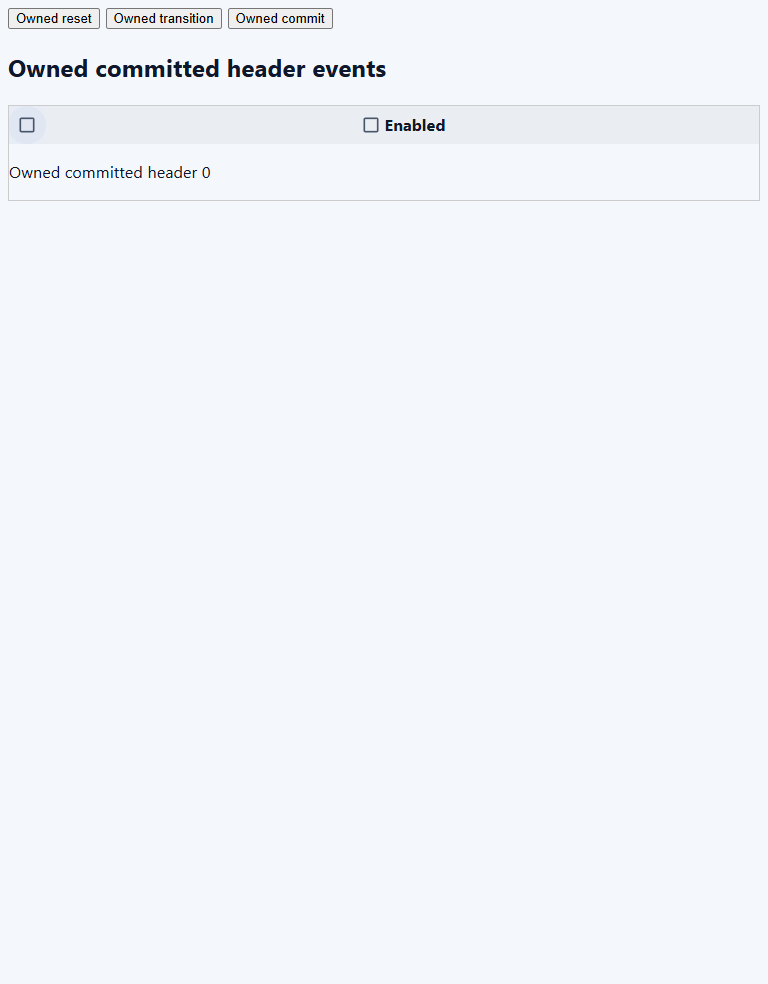 Owned reset Owned transition Owned commit
Owned committed header events
Enabled
Owned committed header 0